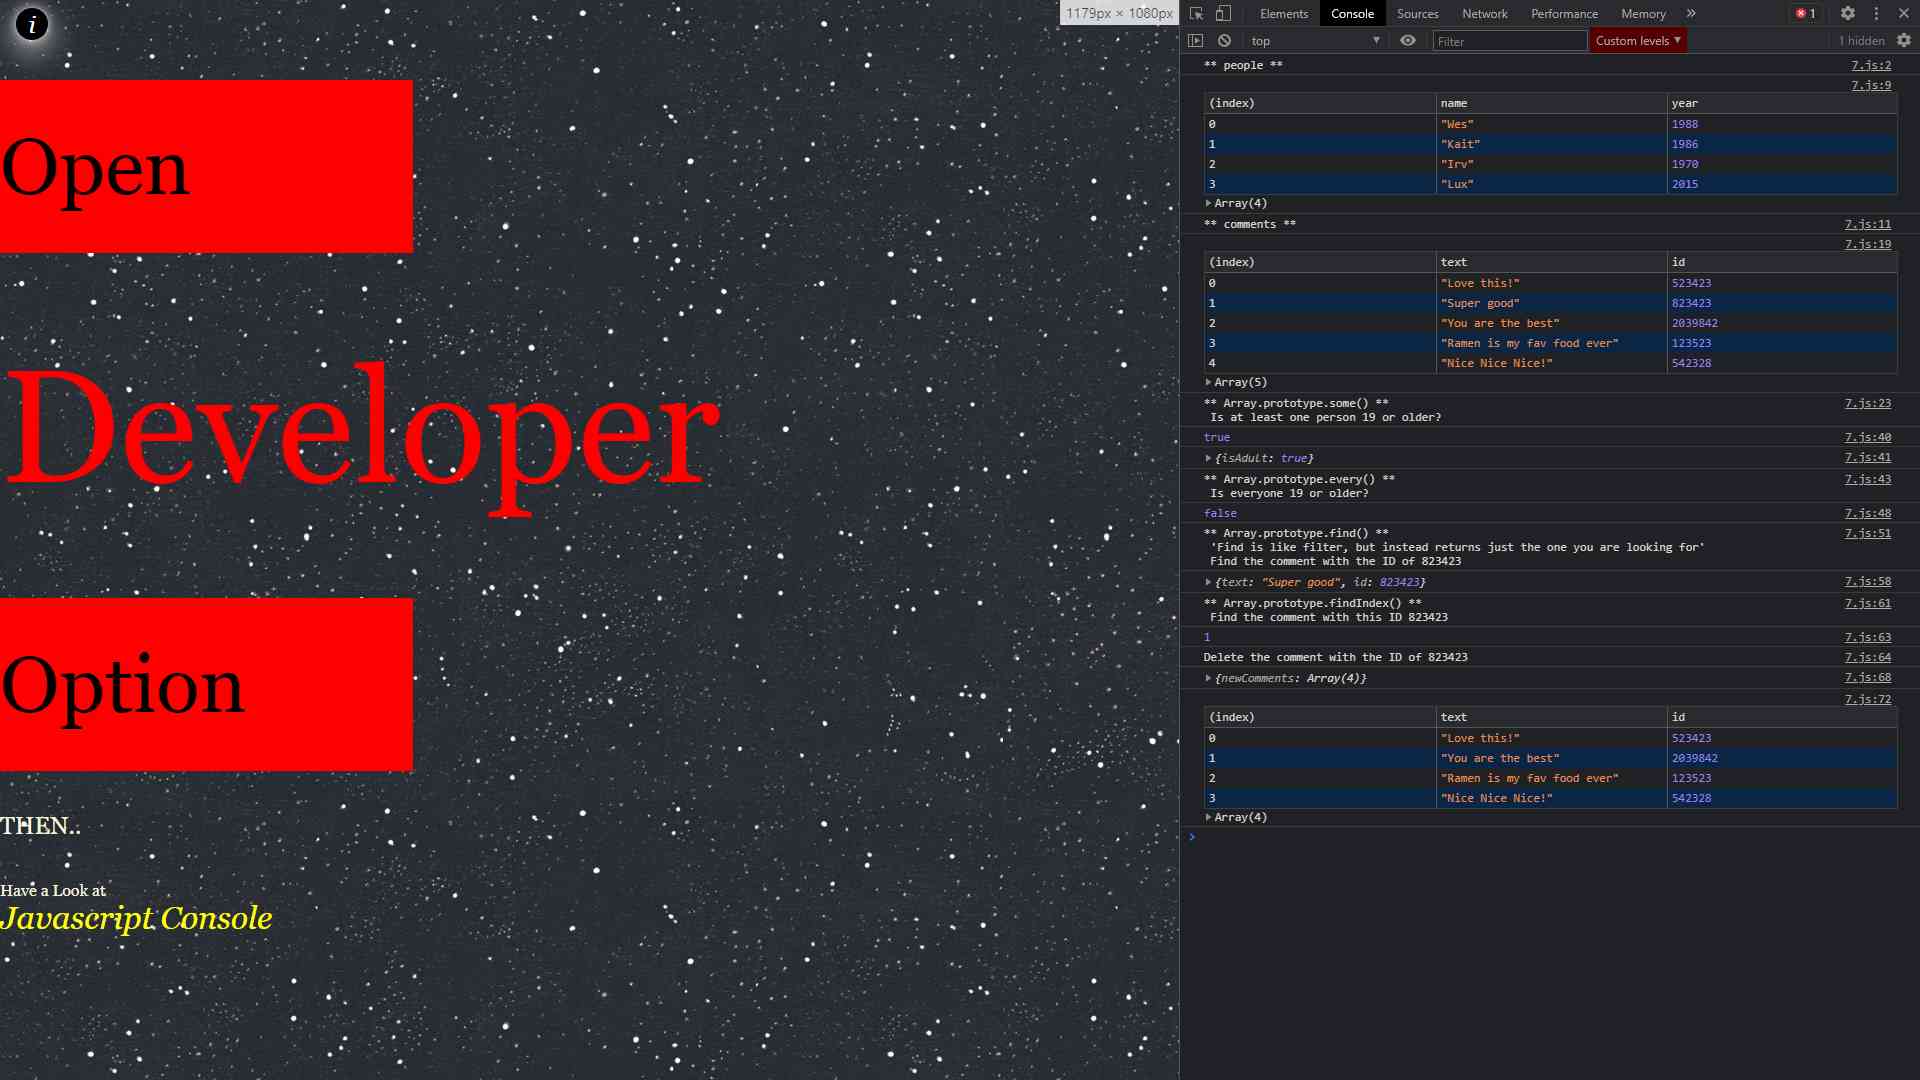 i
Open
Developer
Option
THEN..
Have a Look at
Javascript Console
1179px × 1080px
Elements Console Sources Network Performance Memory » 1
top Filter Custom levels 1 hidden
** people ** 7.js:2
7.js:9
(index) name year
0 "Wes" 1988
1 "Kait" 1986
2 "Irv" 1970
3 "Lux" 2015
Array(4)
** comments ** 7.js:11
7.js:19
(index) text id
0 "Love this!" 523423
1 "Super good" 823423
2 "You are the best" 2039842
3 "Ramen is my fav food ever" 123523
4 "Nice Nice Nice!" 542328
Array(5)
** Array.prototype.some() ** 7.js:23
Is at least one person 19 or older?
true 7.js:40
{isAdult: true} 7.js:41
** Array.prototype.every() ** 7.js:43
Is everyone 19 or older?
false 7.js:48
** Array.prototype.find() ** 7.js:51
'Find is like filter, but instead returns just the one you are looking for'
Find the comment with the ID of 823423
{text: "Super good", id: 823423} 7.js:58
** Array.prototype.findIndex() ** 7.js:61
Find the comment with this ID 823423
1 7.js:63
Delete the comment with the ID of 823423 7.js:64
{newComments: Array(4)} 7.js:68
7.js:72
(index) text id
0 "Love this!" 523423
1 "You are the best" 2039842
2 "Ramen is my fav food ever" 123523
3 "Nice Nice Nice!" 542328
Array(4)
>